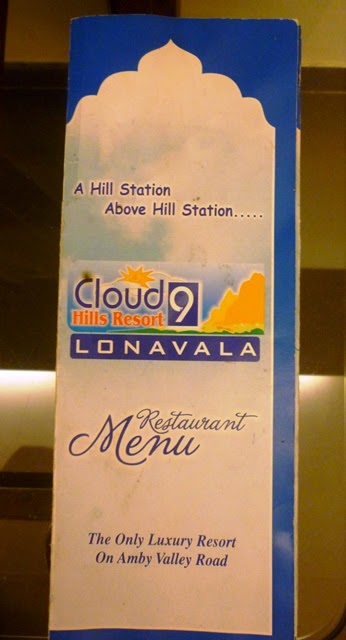 A Hill Station
Above Hill Station.....
Cloud 9
Hills Resort
LONAVALA
Restaurant
Menu
The Only Luxury Resort
On Amby Valley Road